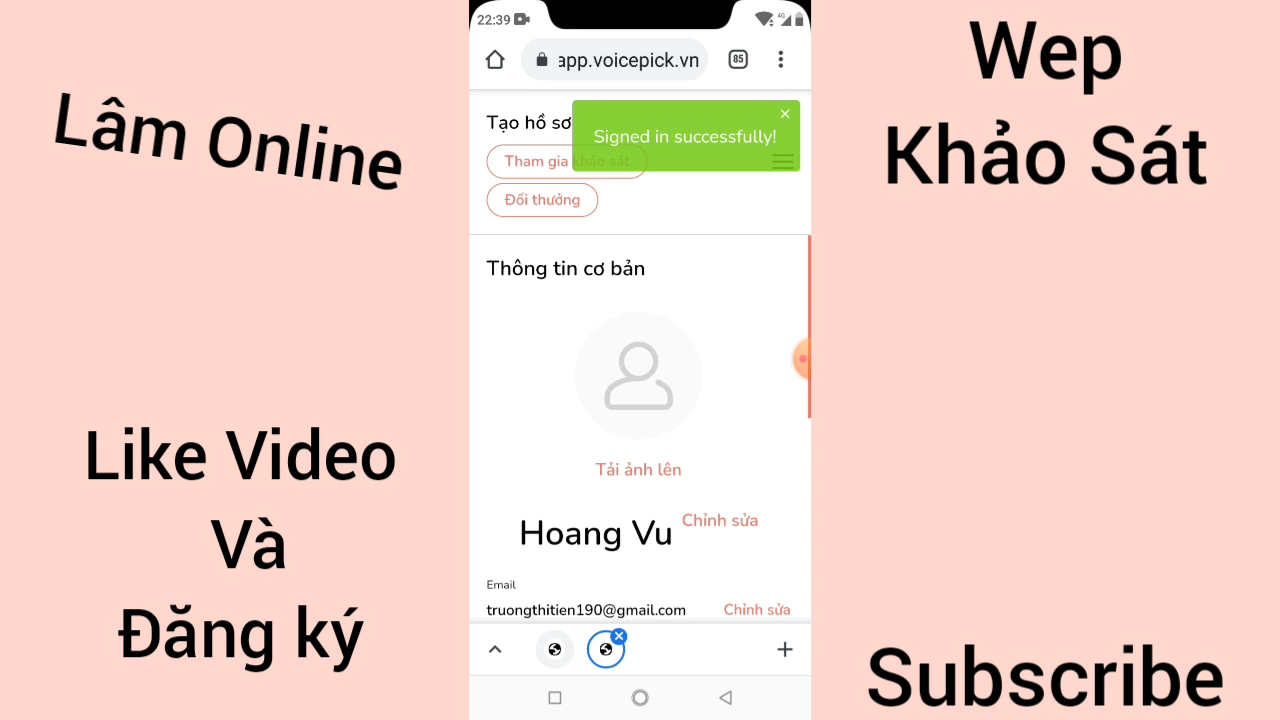 Lâm Online
Like Video
Và
Đăng ký
22:39
4G
app.voicepick.vn
85
Tạo hồ sơ
Signed in successfully!
Tham gia khảo sát
Đổi thưởng
Thông tin cơ bản
Tải ảnh lên
Hoang Vu
Chỉnh sửa
Email
truongthitien190@gmail.com
Chỉnh sửa
Wep
Khảo Sát
Subscribe